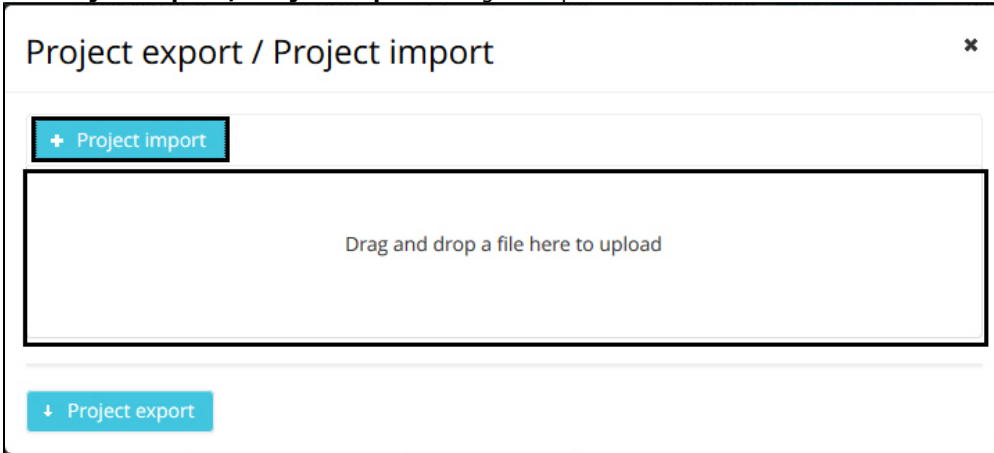 Project export / Project import
+ Project import
Drag and drop a file here to upload
Project export